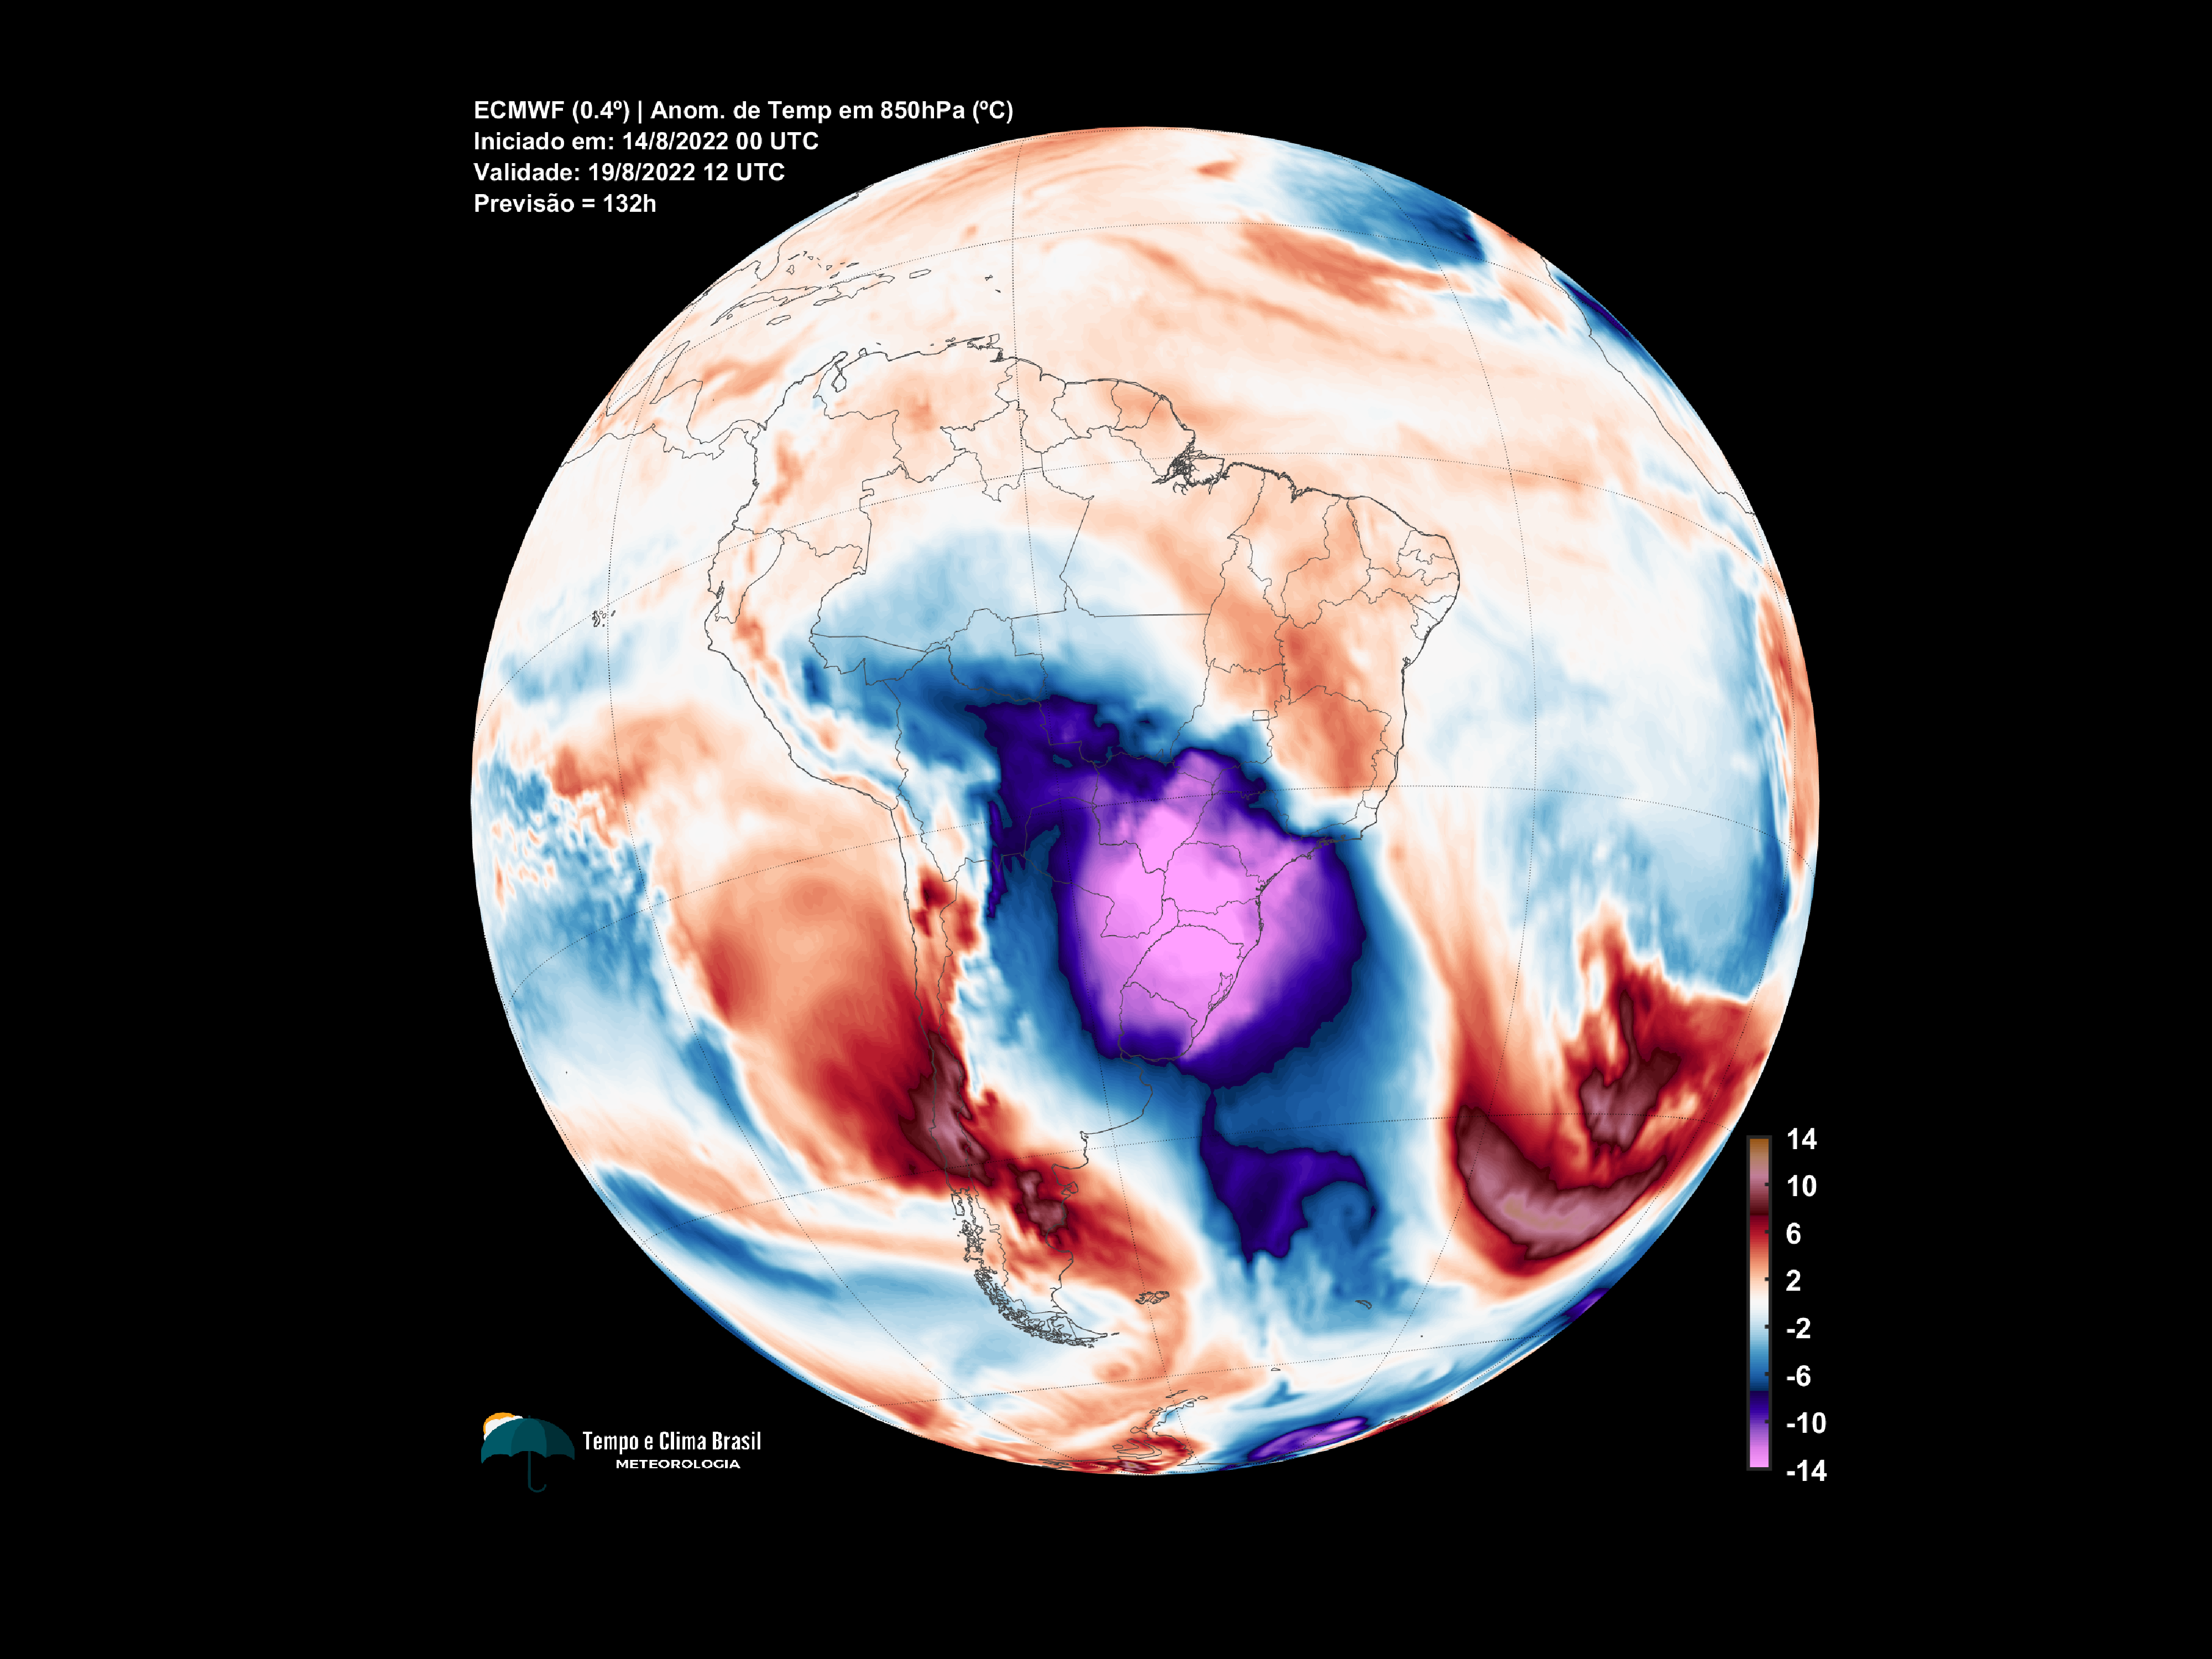 ECMWF (0.4º) | Anom. de Temp em 850hPa (ºC)
Iniciado em: 14/8/2022 00 UTC
Validade: 19/8/2022 12 UTC
Previsão = 132h
14
10
6
2
-2
-6
-10
-14
Tempo e Clima Brasil
METEOROLOGIA